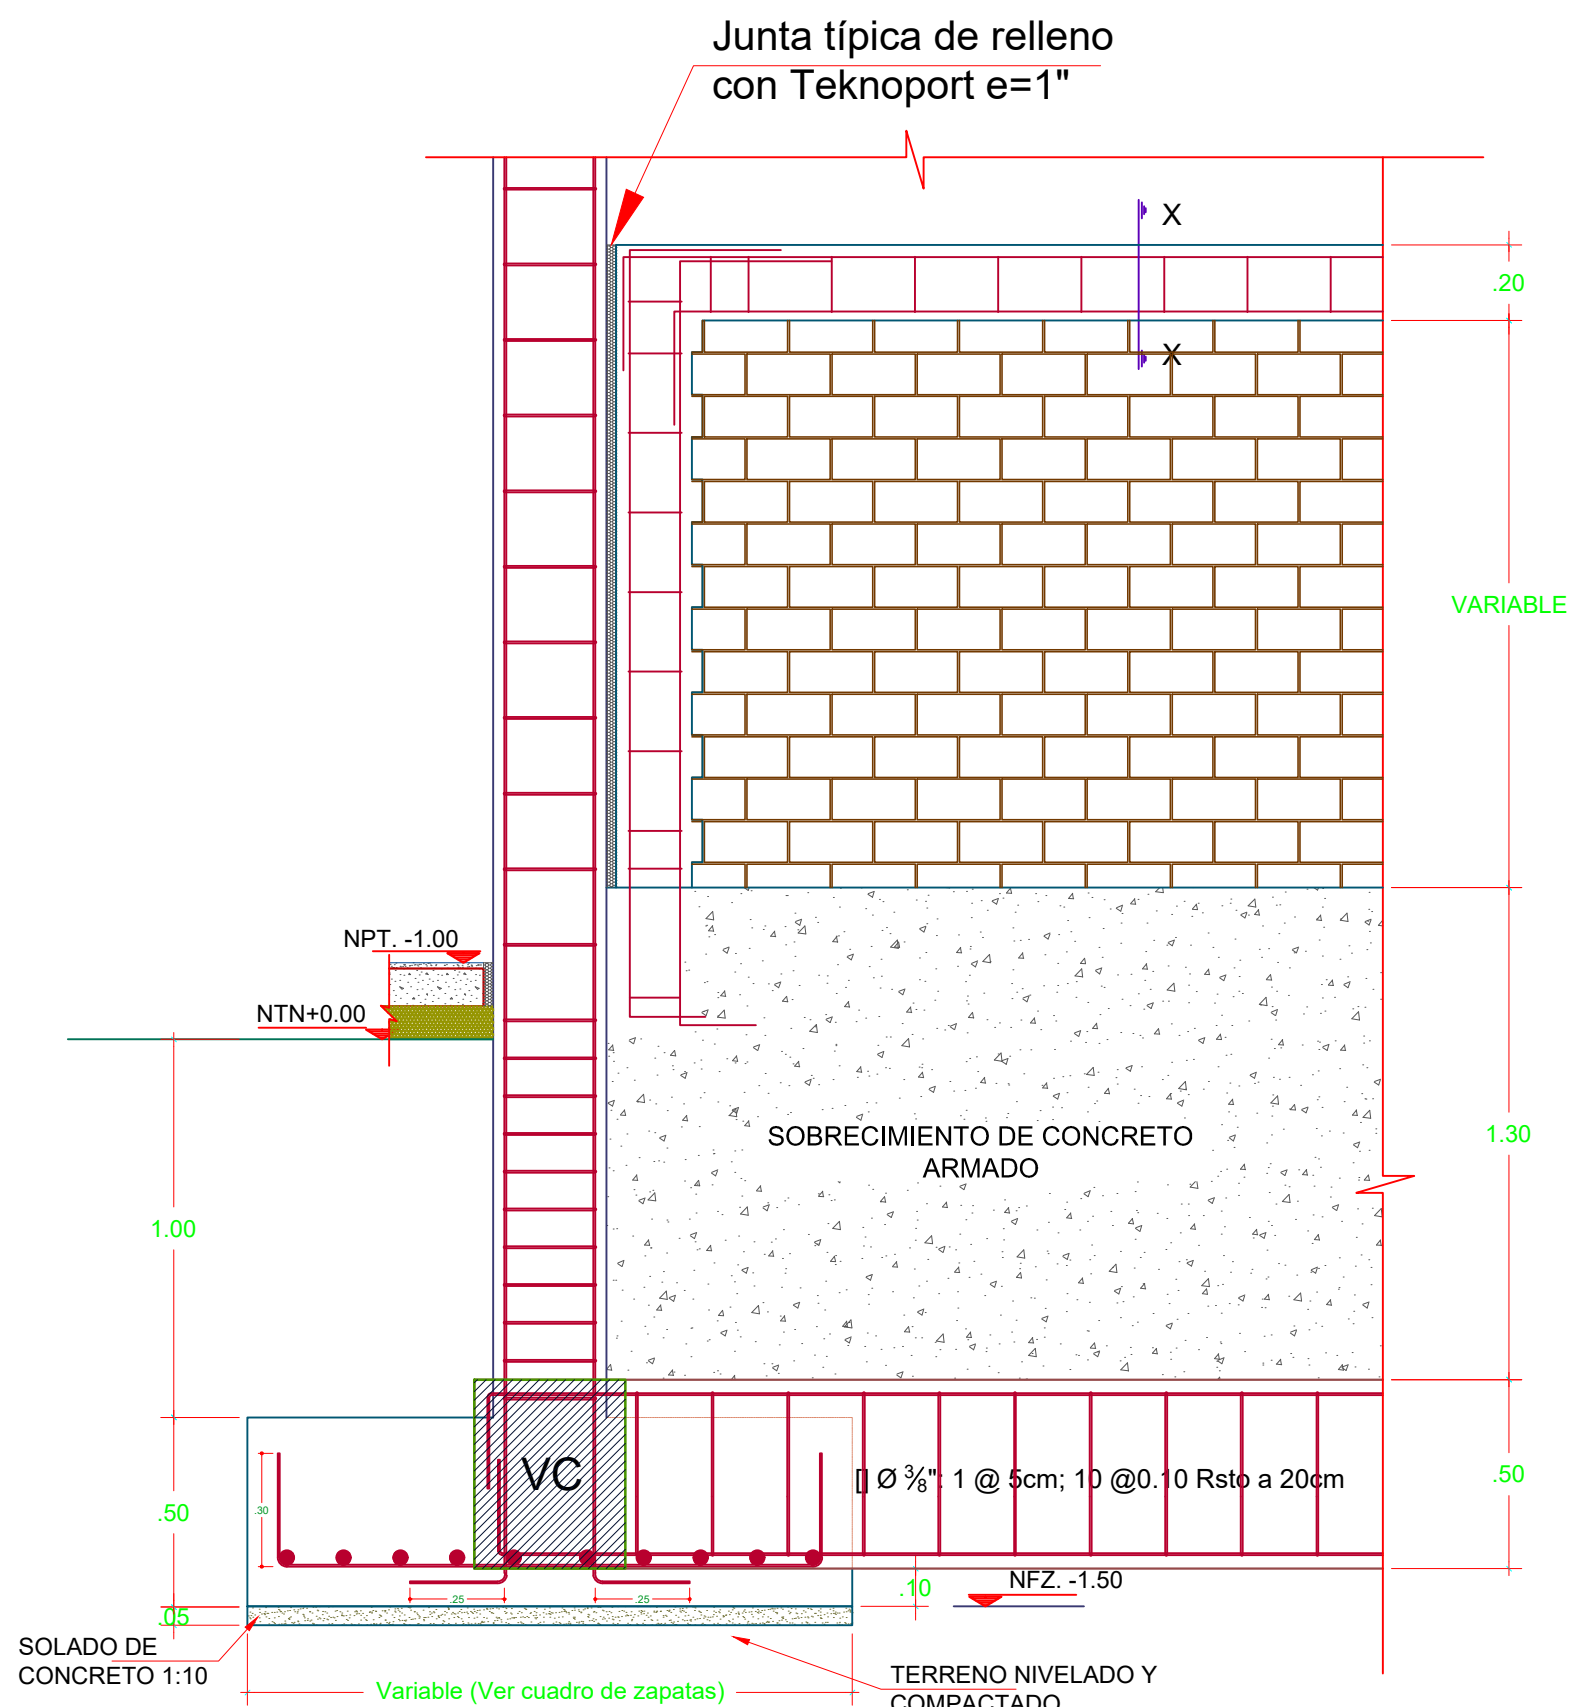 Junta típica de relleno
con Teknoport e=1"
X
.20
X
VARIABLE
NPT. -1.00
NTN+0.00
SOBRECIMIENTO DE CONCRETO
ARMADO
1.30
1.00
VC
[] Ø 3/8": 1 @ 5cm; 10 @0.10 Rsto a 20cm
.50
.50
.30
NFZ. -1.50
.10
.25
.25
.05
SOLADO DE
CONCRETO 1:10
TERRENO NIVELADO Y
COMPACTADO
Variable (Ver cuadro de zapatas)